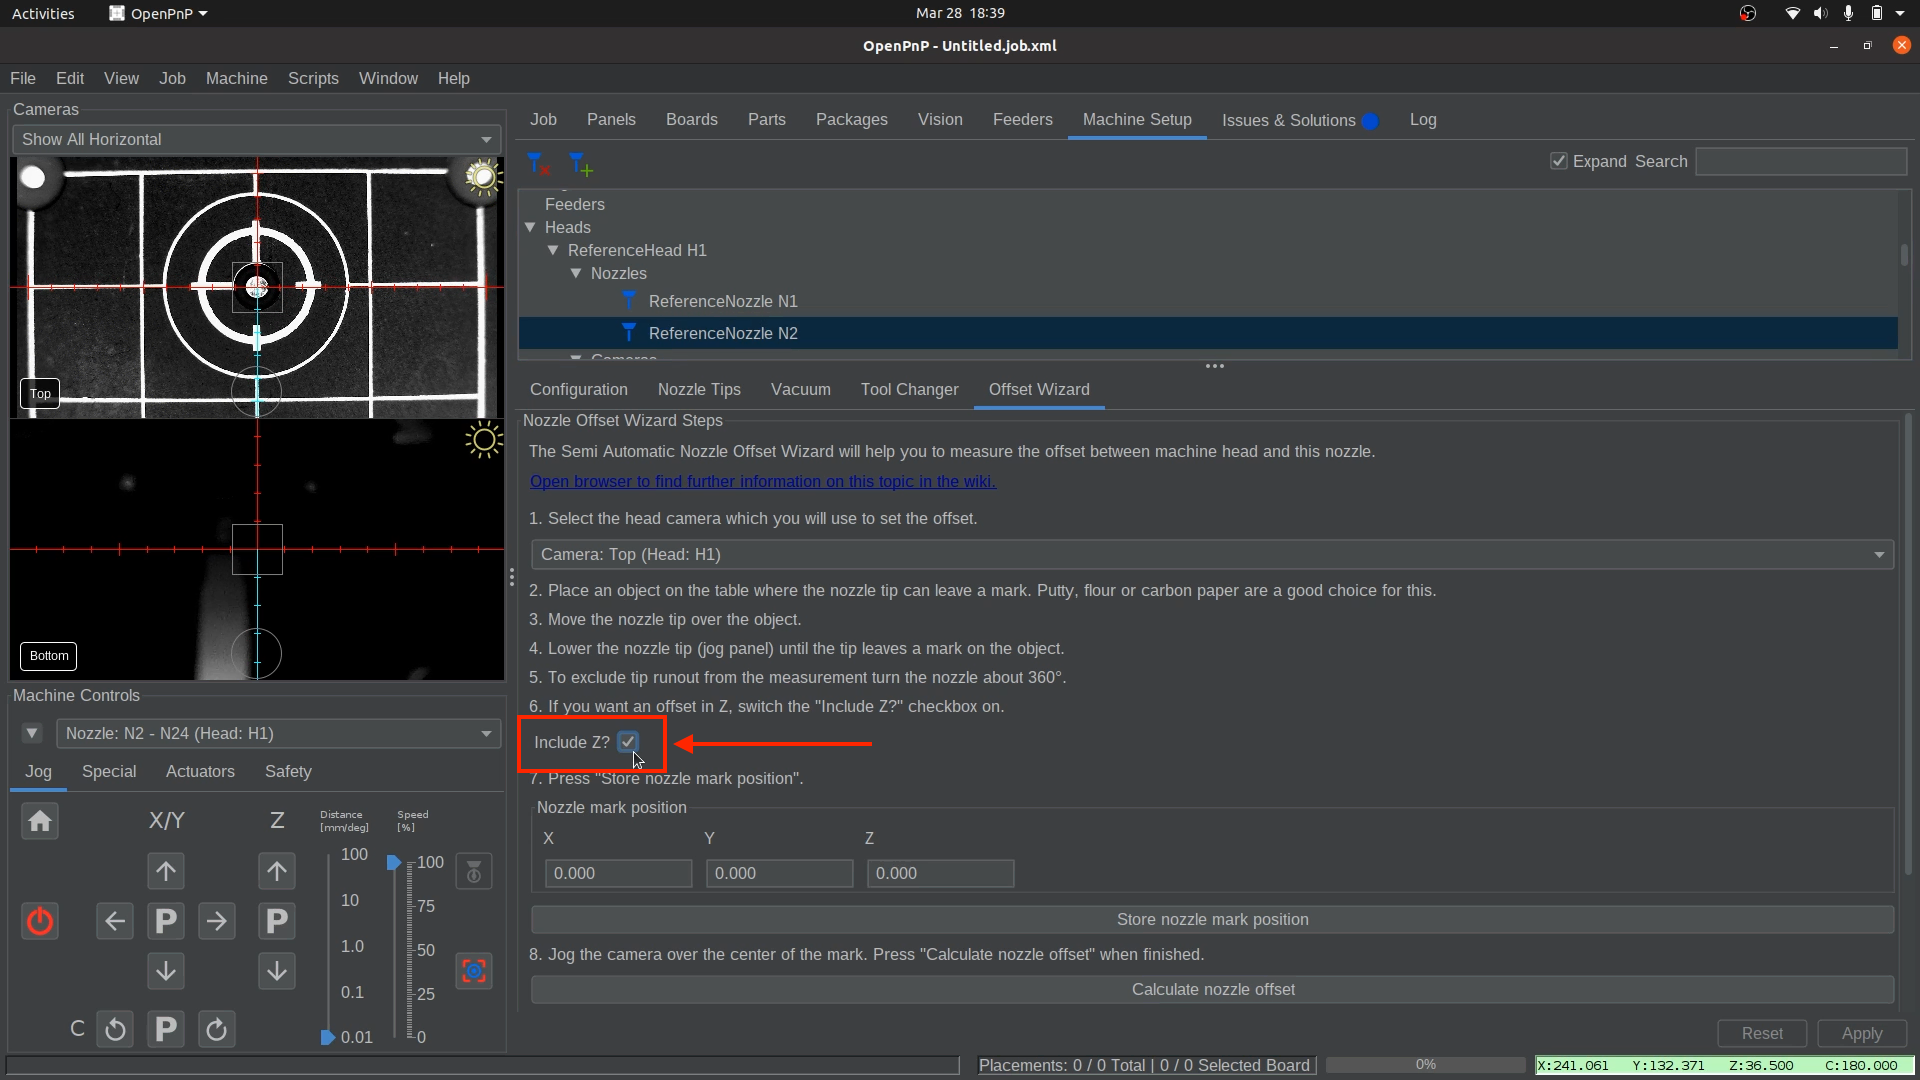 Activities OpenPnP Mar 28 18:39
OpenPnP - Untitled.job.xml
File Edit View Job Machine Scripts Window Help
Cameras
Show All Horizontal
Top
Bottom
Machine Controls
Nozzle: N2 - N24 (Head: H1)
Jog Special Actuators Safety
X/Y Z Distance [mm/deg] Speed [%]
100 100
10 75
P P
1.0 50
0.1 25
C P 0.01 0
Job Panels Boards Parts Packages Vision Feeders Machine Setup Issues & Solutions Log
Expand Search
Feeders
Heads
ReferenceHead H1
Nozzles
ReferenceNozzle N1
ReferenceNozzle N2
Cameras
Configuration Nozzle Tips Vacuum Tool Changer Offset Wizard
Nozzle Offset Wizard Steps
The Semi Automatic Nozzle Offset Wizard will help you to measure the offset between machine head and this nozzle.
Open browser to find further information on this topic in the wiki.
1. Select the head camera which you will use to set the offset.
Camera: Top (Head: H1)
2. Place an object on the table where the nozzle tip can leave a mark. Putty, flour or carbon paper are a good choice for this.
3. Move the nozzle tip over the object.
4. Lower the nozzle tip (jog panel) until the tip leaves a mark on the object.
5. To exclude tip runout from the measurement turn the nozzle about 360°.
6. If you want an offset in Z, switch the "Include Z?" checkbox on.
Include Z?
7. Press "Store nozzle mark position".
Nozzle mark position
X Y Z
0.000 0.000 0.000
Store nozzle mark position
8. Jog the camera over the center of the mark. Press "Calculate nozzle offset" when finished.
Calculate nozzle offset
Reset Apply
Placements: 0 / 0 Total | 0 / 0 Selected Board 0% X:241.061 Y:132.371 Z:36.500 C:180.000